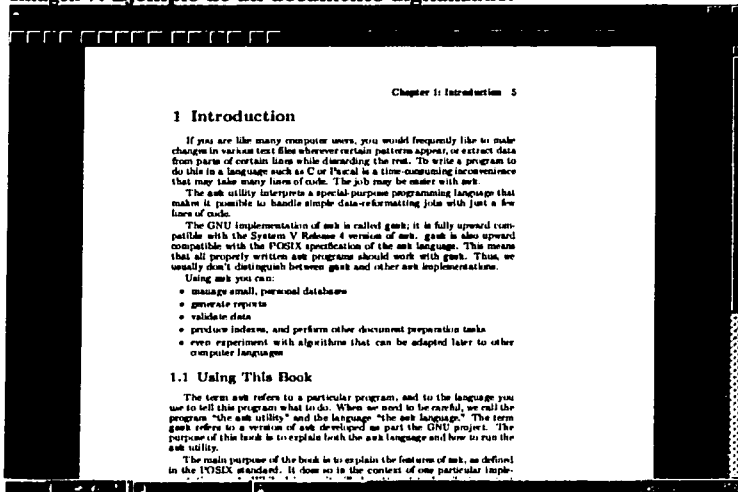 Chapter 1: Introduction 5
1 Introduction
If you are like many computer users, you would frequently like to make
changes in various text files wherever certain patterns appear, or extract data
from parts of certain lines while discarding the rest. To write a program to
do this in a language such as C or Pascal is a time-consuming inconvenience
that may take many lines of code. The job may be easier with awk.
The awk utility interprets a special-purpose programming language that
makes it possible to handle simple data-reformatting jobs with just a few
lines of code.
The GNU implementation of awk is called gawk; it is fully upward com-
patible with the System V Release 4 version of awk. gawk is also upward
compatible with the POSIX specification of the awk language. This means
that all properly written awk programs should work with gawk. Thus, we
usually don't distinguish between gawk and other awk implementations.
Using awk you can:
• manage small, personal databases
• generate reports
• validate data
• produce indexes, and perform other document preparation tasks
• even experiment with algorithms that can be adapted later to other
computer languages
1.1 Using This Book
The term awk refers to a particular program, and to the language you
use to tell this program what to do. When we need to be careful, we call the
program "the awk utility" and the language "the awk language." The term
gawk refers to a version of awk developed as part the GNU project. The
purpose of this book is to explain both the awk language and how to run the
awk utility.
The main purpose of the book is to explain the features of awk, as defined
in the POSIX standard. It does so in the context of one particular imple-